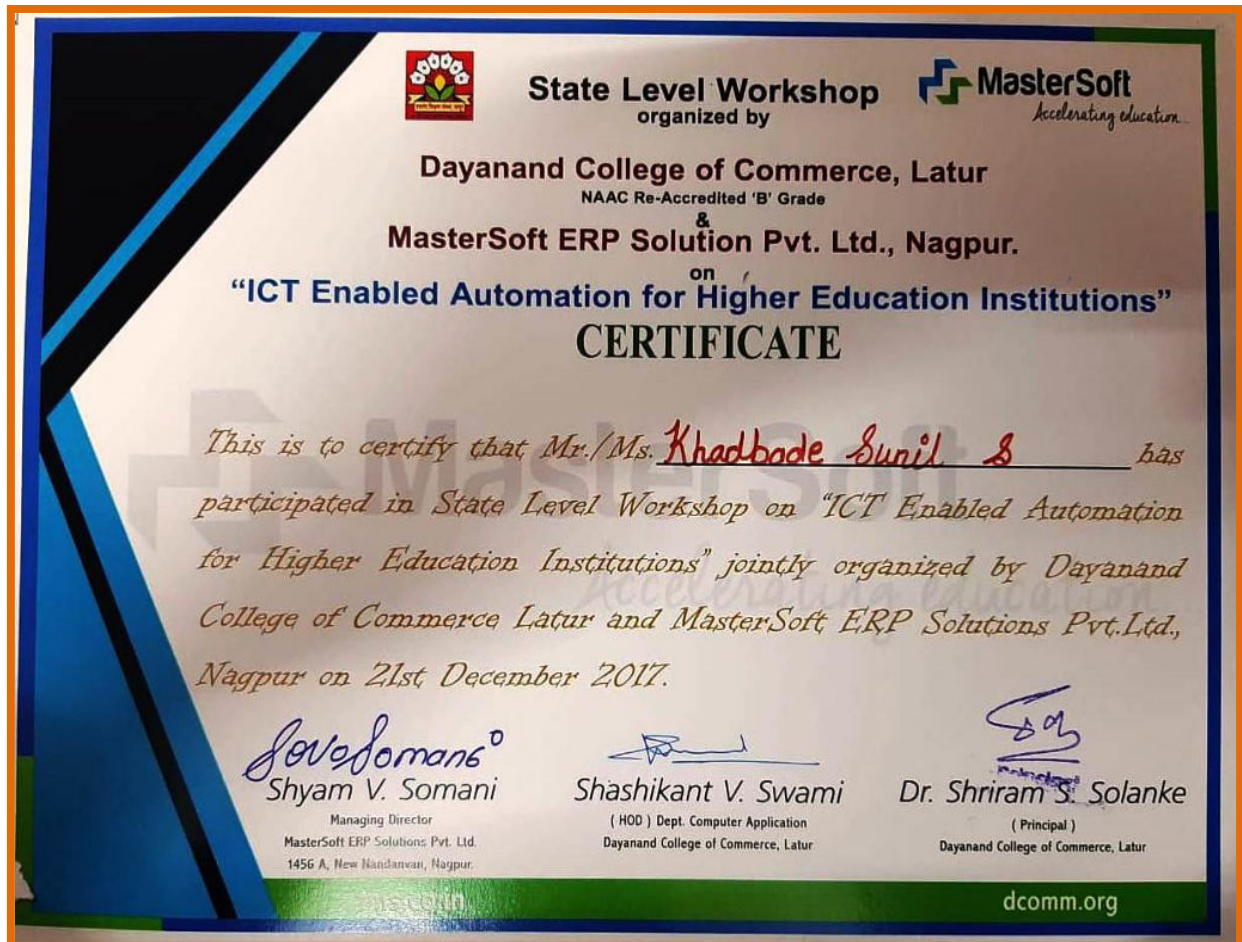 State Level Workshop
organized by
MasterSoft
Accelerating education
Dayanand College of Commerce, Latur
NAAC Re-Accredited 'B' Grade
&
MasterSoft ERP Solution Pvt. Ltd., Nagpur.
on
“ICT Enabled Automation for Higher Education Institutions”
CERTIFICATE
MasterSoft
Accelerating education
This is to certify that Mr./Ms. Khadbade Sunil S has
participated in State Level Workshop on “ICT Enabled Automation
for Higher Education Institutions” jointly organized by Dayanand
College of Commerce Latur and MasterSoft ERP Solutions Pvt.Ltd.,
Nagpur on 21st December 2017.
Shyam V. Somani
Managing Director
MasterSoft ERP Solutions Pvt. Ltd.
1456 A, New Nandanvan, Nagpur.
Shashikant V. Swami
( HOD ) Dept. Computer Application
Dayanand College of Commerce, Latur
Principal
Dr. Shriram S. Solanke
( Principal )
Dayanand College of Commerce, Latur
dcomm.org